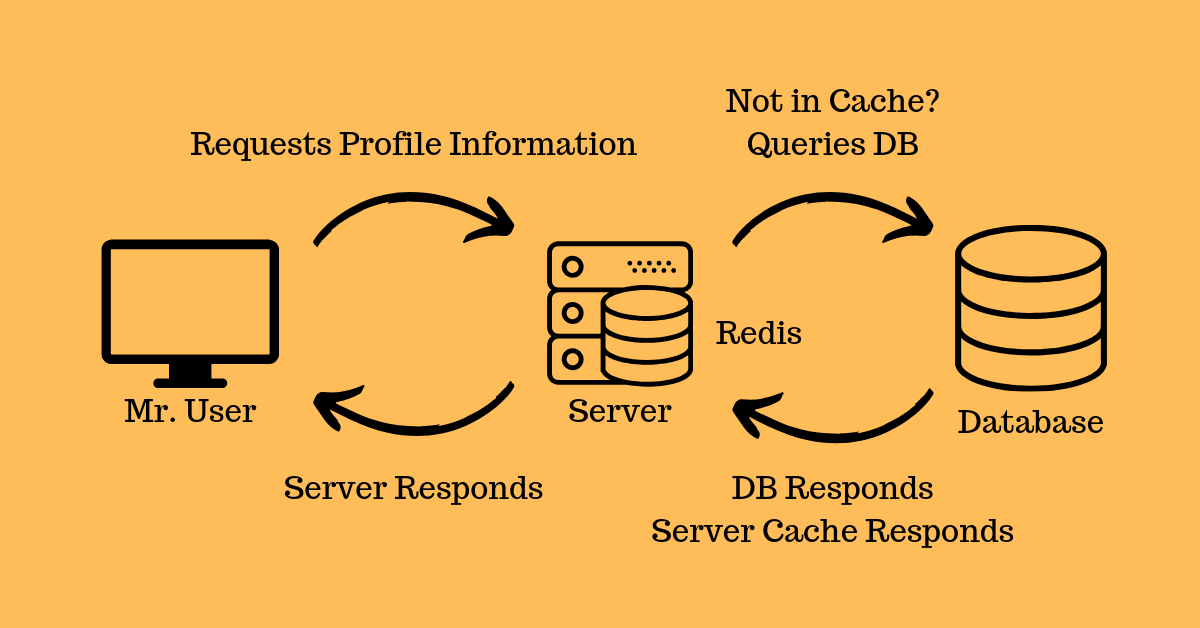 Not in Cache?
Requests Profile Information
Queries DB
Redis
Mr. User
Server
Database
Server Responds
DB Responds
Server Cache Responds